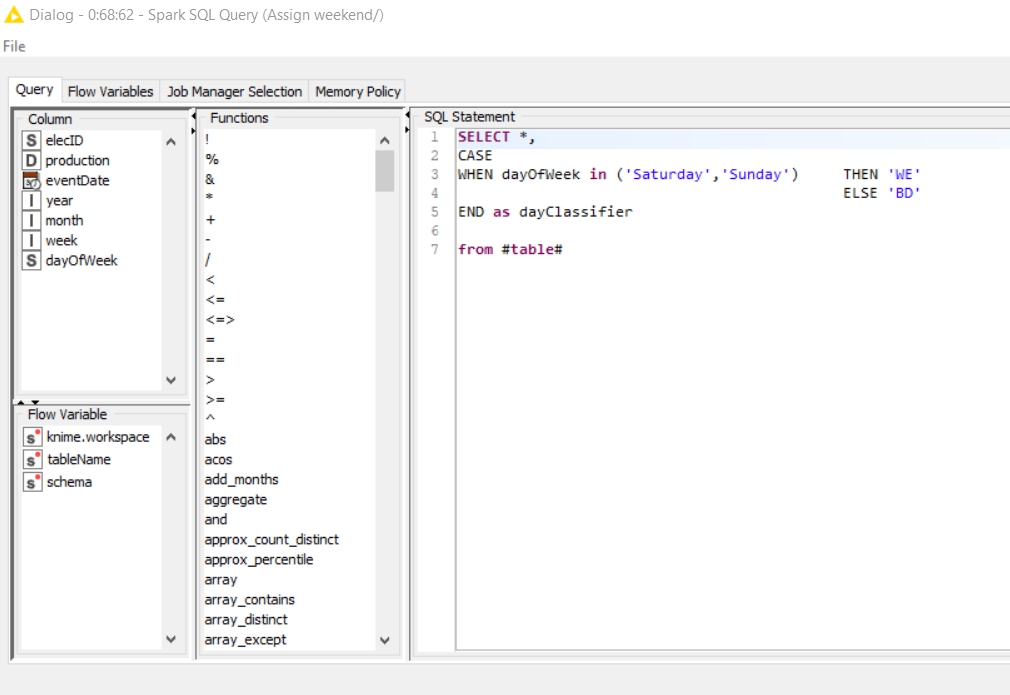 Dialog - 0:68:62 - Spark SQL Query (Assign weekend/)
File
Query Flow Variables Job Manager Selection Memory Policy
Column
S elecID
D production
eventDate
I year
I month
I week
S dayOfWeek
Flow Variable
s knime.workspace
s tableName
s schema
Functions
!
%
&
*
+
-
/
<
<=
<=>
=
==
>
>=
^
abs
acos
add_months
aggregate
and
approx_count_distinct
approx_percentile
array
array_contains
array_distinct
array_except
SQL Statement
1 SELECT *,
2 CASE
3 WHEN dayOfWeek in ('Saturday','Sunday') THEN 'WE'
4 ELSE 'BD'
5 END as dayClassifier
6
7 from #table#